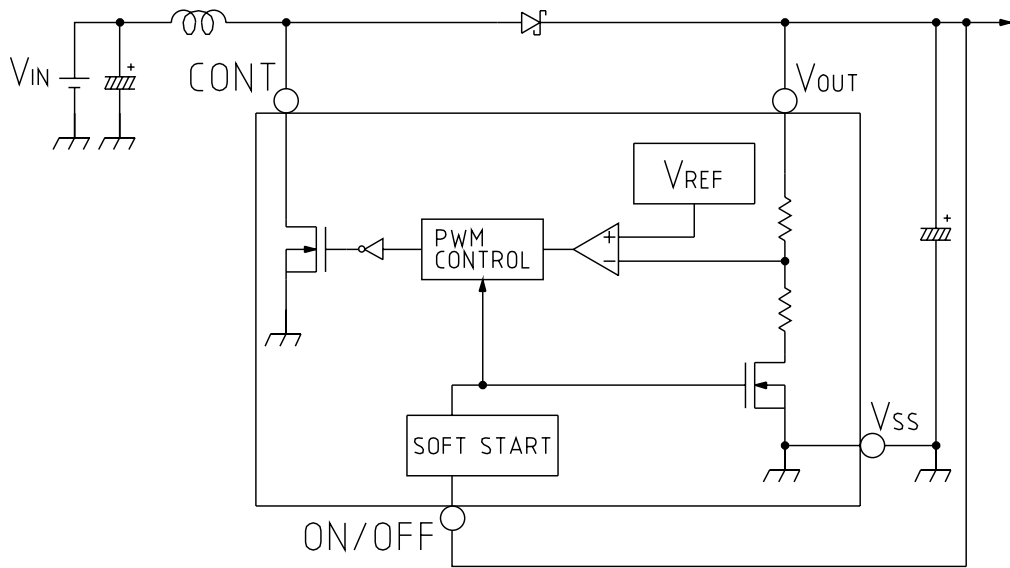 VIN
+
CONT
VOUT
VREF
PWM
CONTROL
+
−
+
SOFT START
VSS
ON/OFF